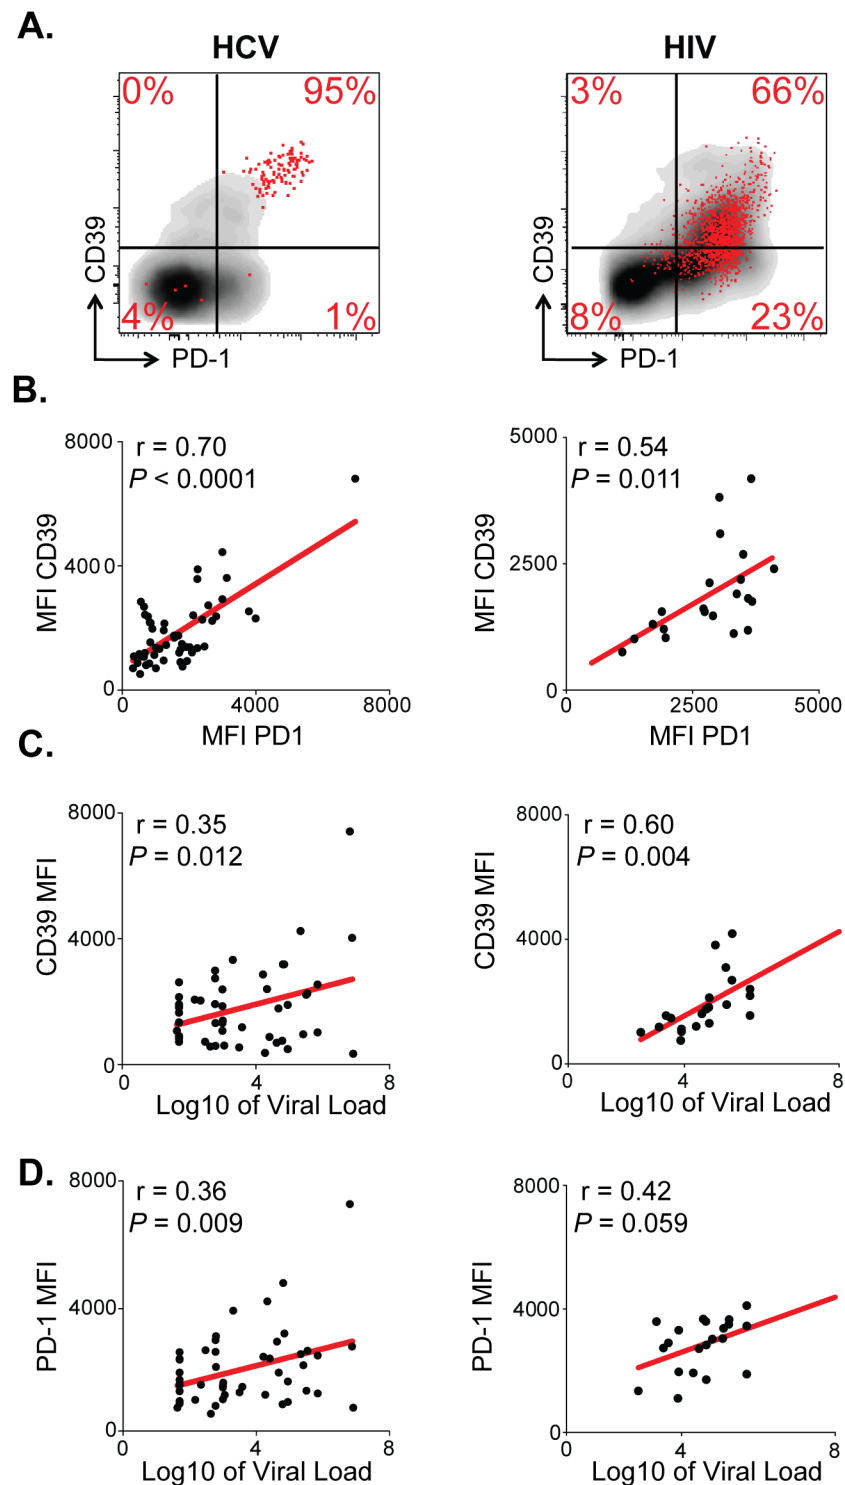 A.
HCV
HIV
0%
95%
4%
1%
CD39
PD-1
3%
66%
8%
23%
CD39
PD-1
B.
r = 0.70
P < 0.0001
8000
4000
0
0
4000
8000
MFI CD39
MFI PD1
r = 0.54
P = 0.011
5000
2500
0
0
2500
5000
MFI CD39
MFI PD1
C.
r = 0.35
P = 0.012
8000
4000
0
0
4
8
CD39 MFI
Log10 of Viral Load
r = 0.60
P = 0.004
8000
4000
0
0
4
8
CD39 MFI
Log10 of Viral Load
D.
r = 0.36
P = 0.009
8000
4000
0
0
4
8
PD-1 MFI
Log10 of Viral Load
r = 0.42
P = 0.059
8000
4000
0
0
4
8
PD-1 MFI
Log10 of Viral Load